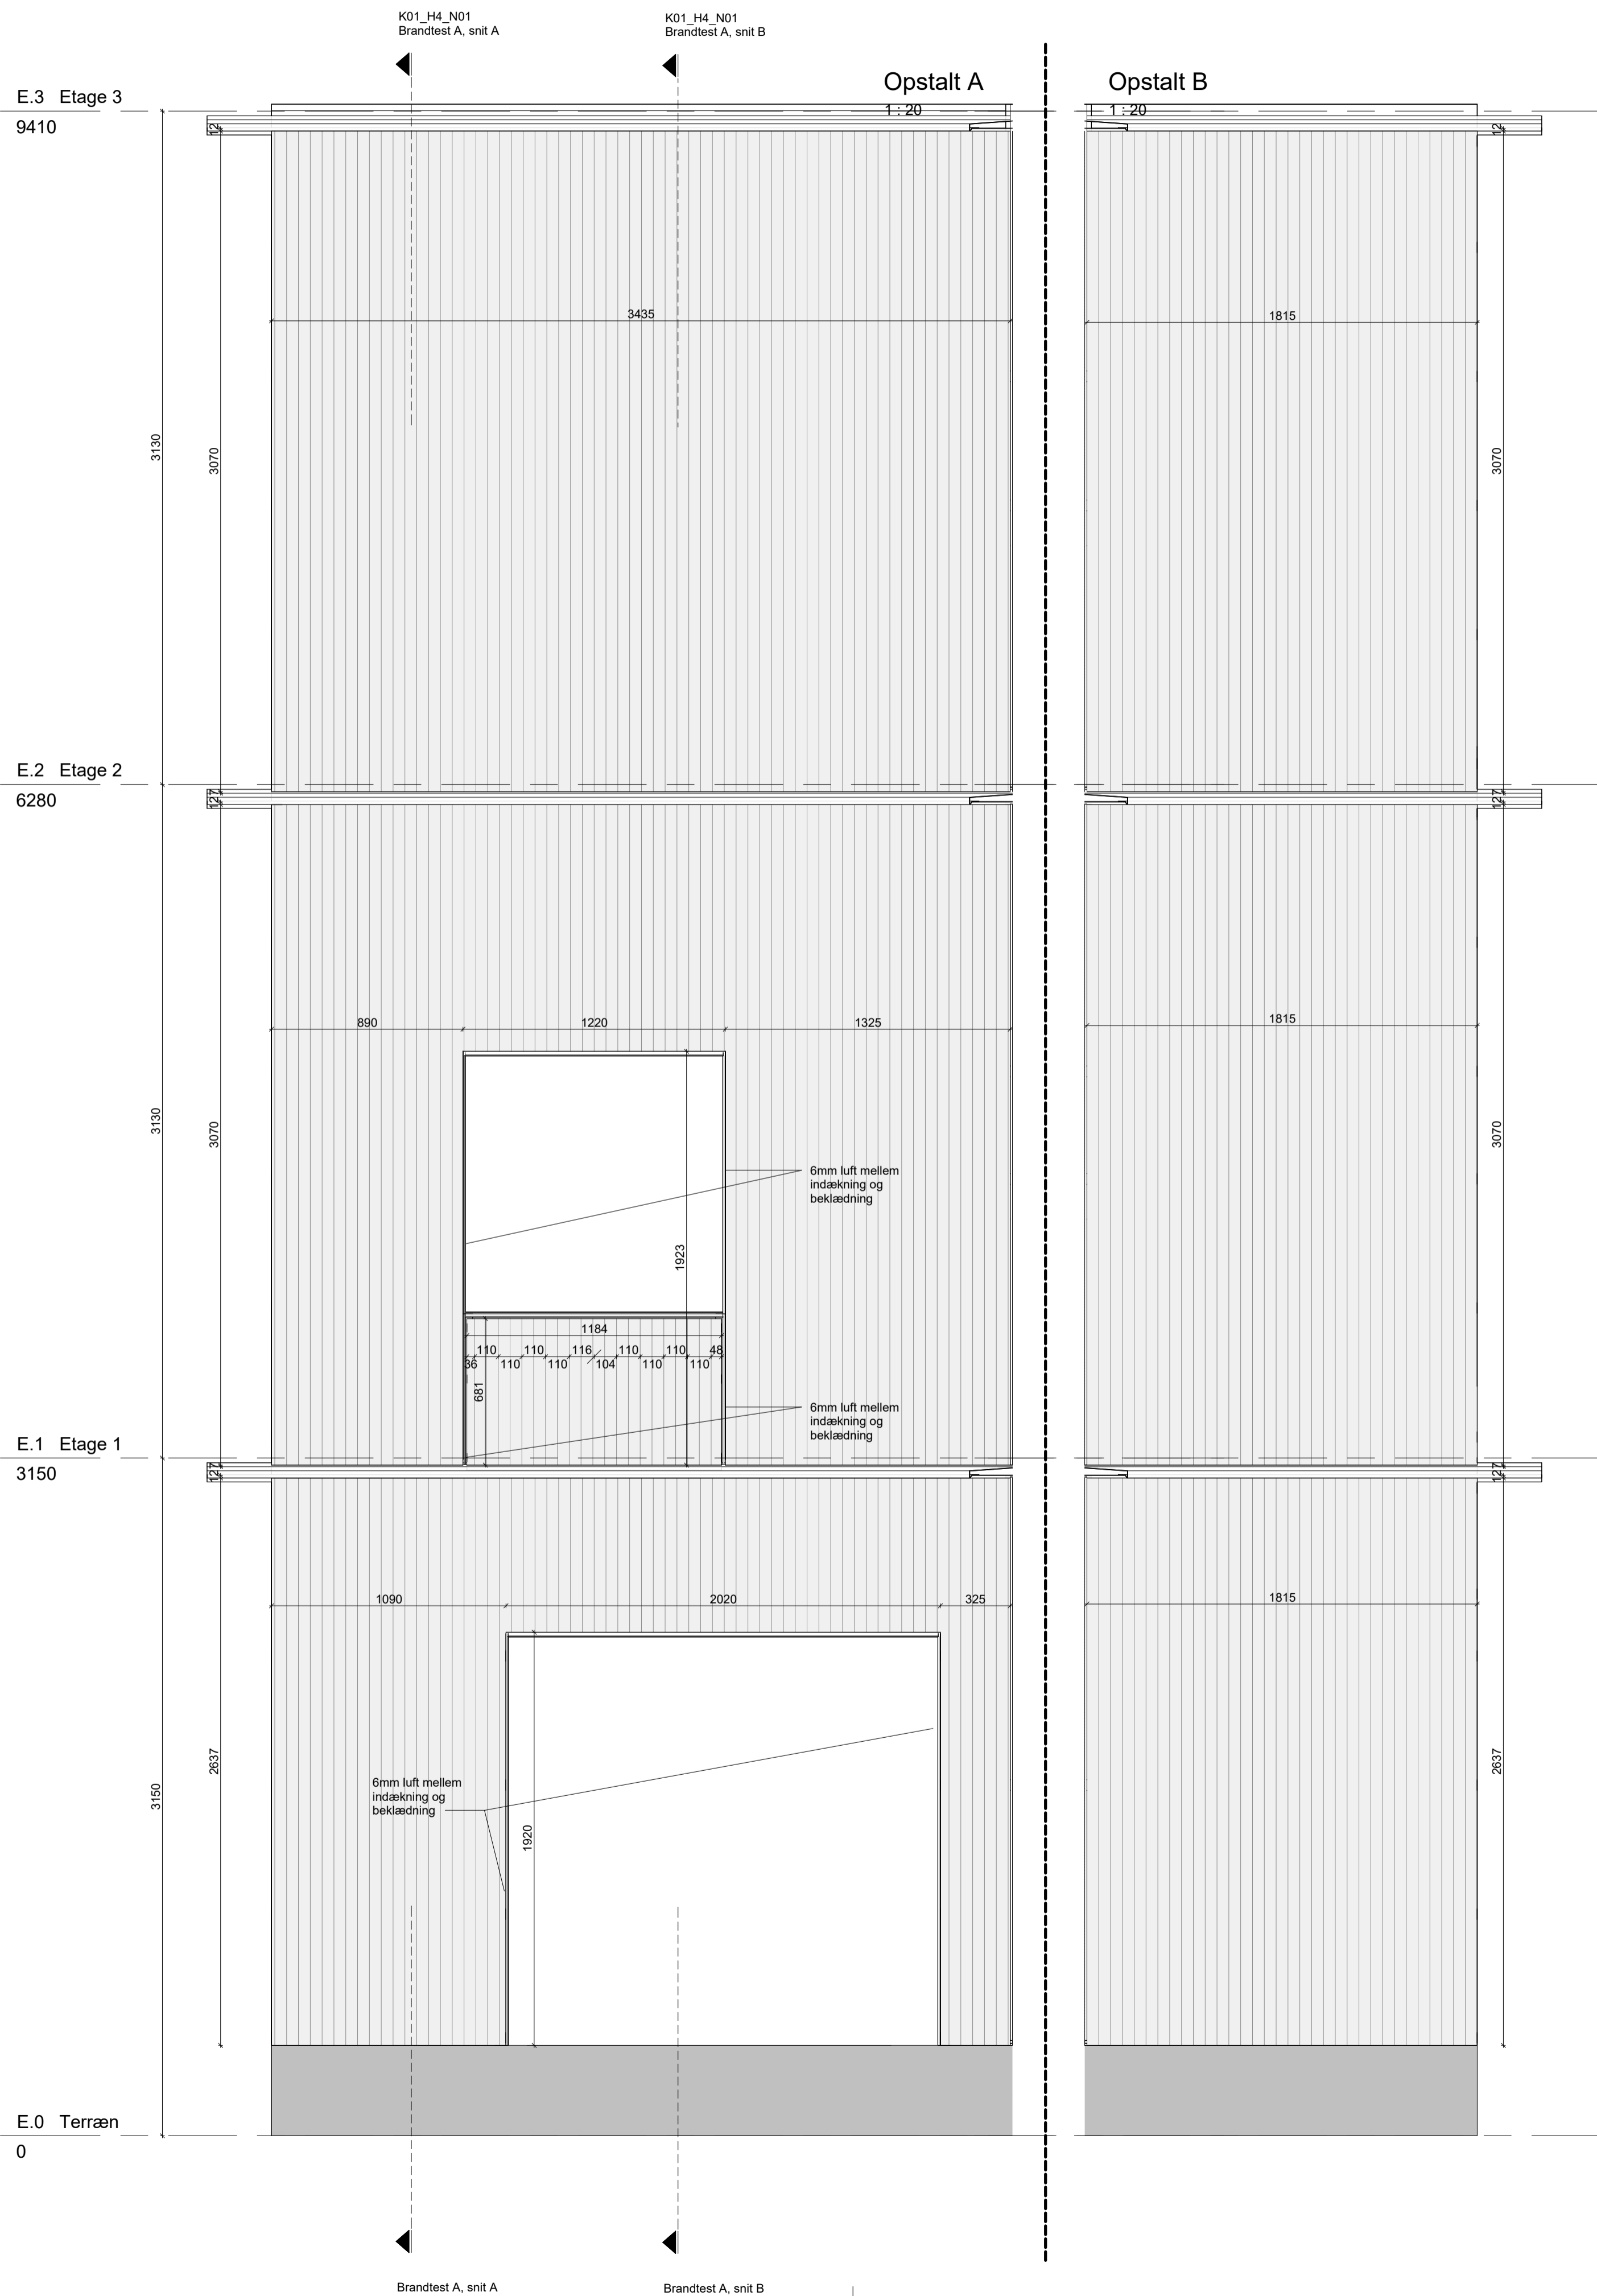 K01_H4_N01
Brandtest A, snit A
K01_H4_N01
Brandtest A, snit B
Opstalt A
1 : 20
Opstalt B
1 : 20
E.3 Etage 3
9410
12
12
3435
1815
3130
3070
3070
E.2 Etage 2
6280
127
127
890
1220
1325
1815
3130
3070
3070
6mm luft mellem
indækning og
beklædning
1923
1184
110 110 116 110 110 48
36 110 110 104 110 110
681
6mm luft mellem
indækning og
beklædning
E.1 Etage 1
3150
127
127
1090
2020
325
1815
3150
2637
2637
6mm luft mellem
indækning og
beklædning
1920
E.0 Terræn
0
Brandtest A, snit A
Brandtest A, snit B